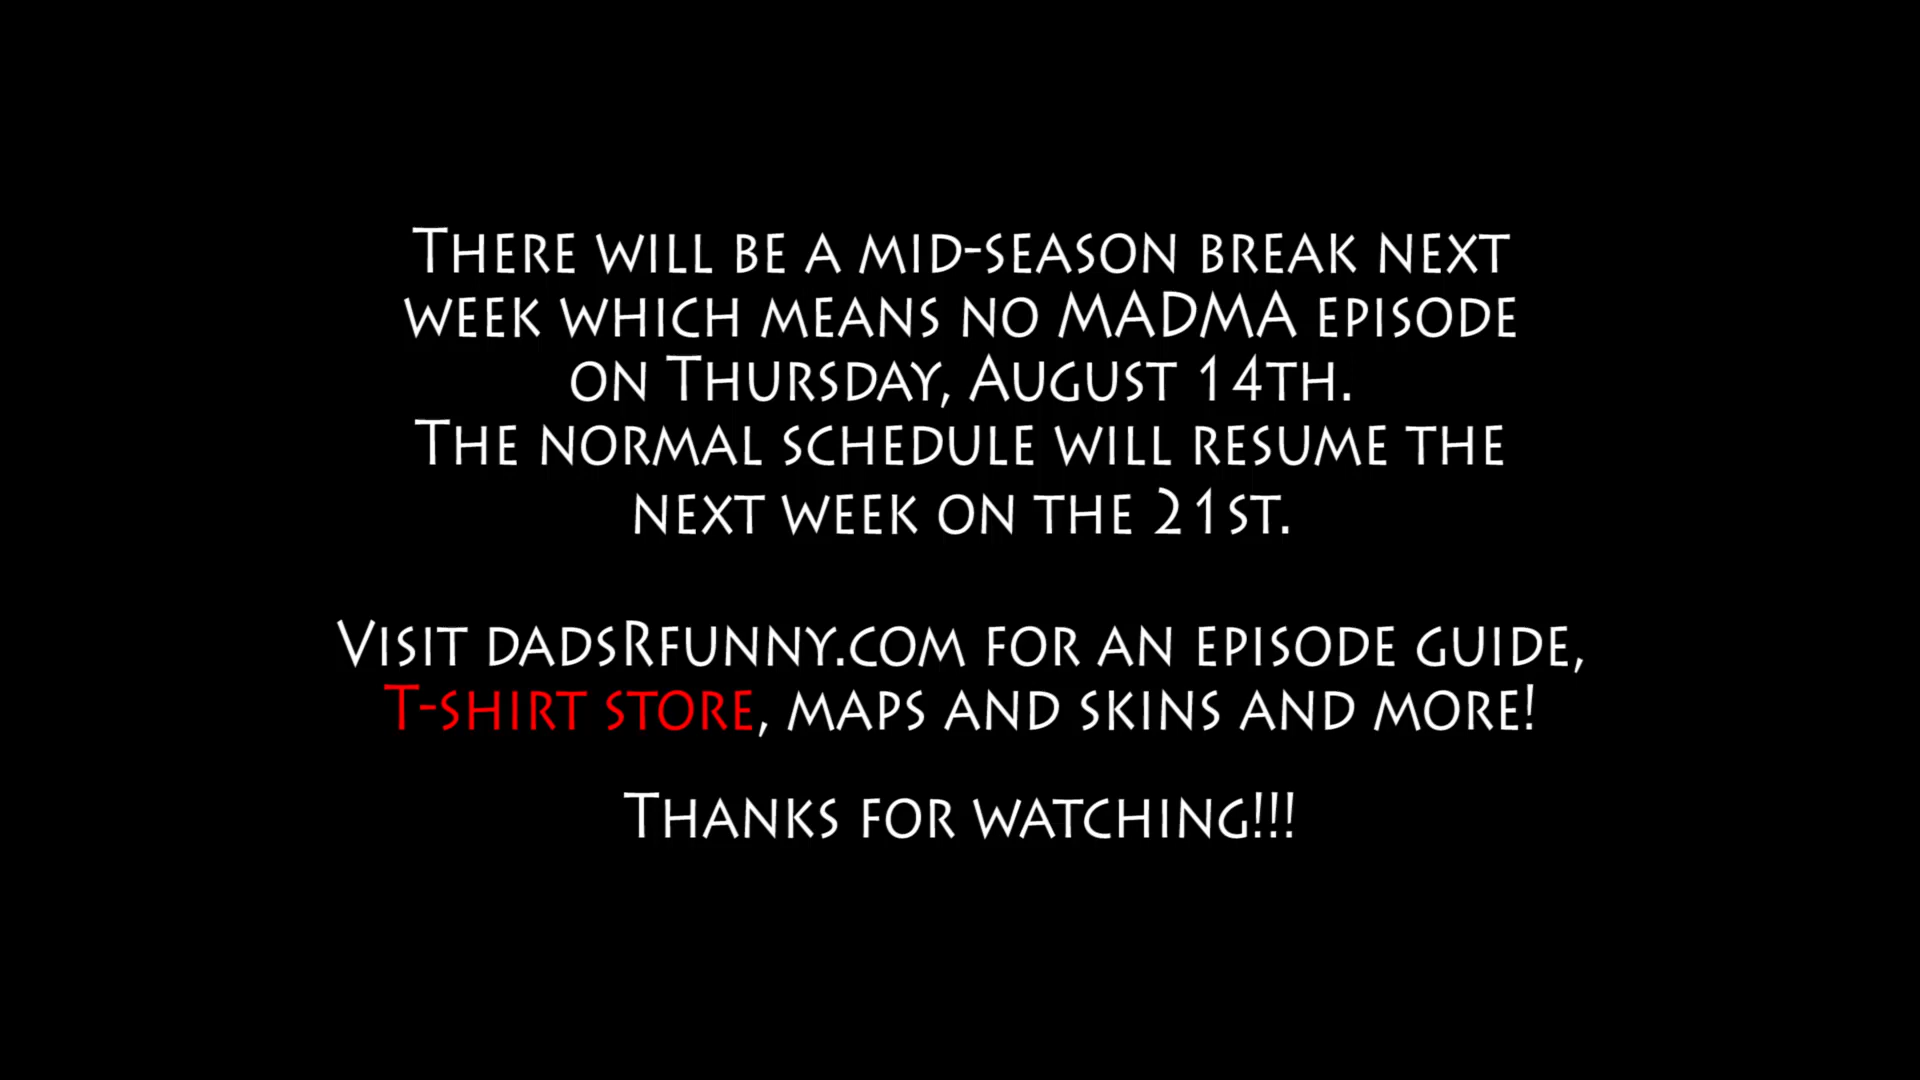 There will be a mid-season break next
week which means no MADMA episode
on Thursday, August 14th.
The normal schedule will resume the
next week on the 21st.
Visit dadsRfunny.com for an episode guide,
T-shirt store, maps and skins and more!
Thanks for watching!!!